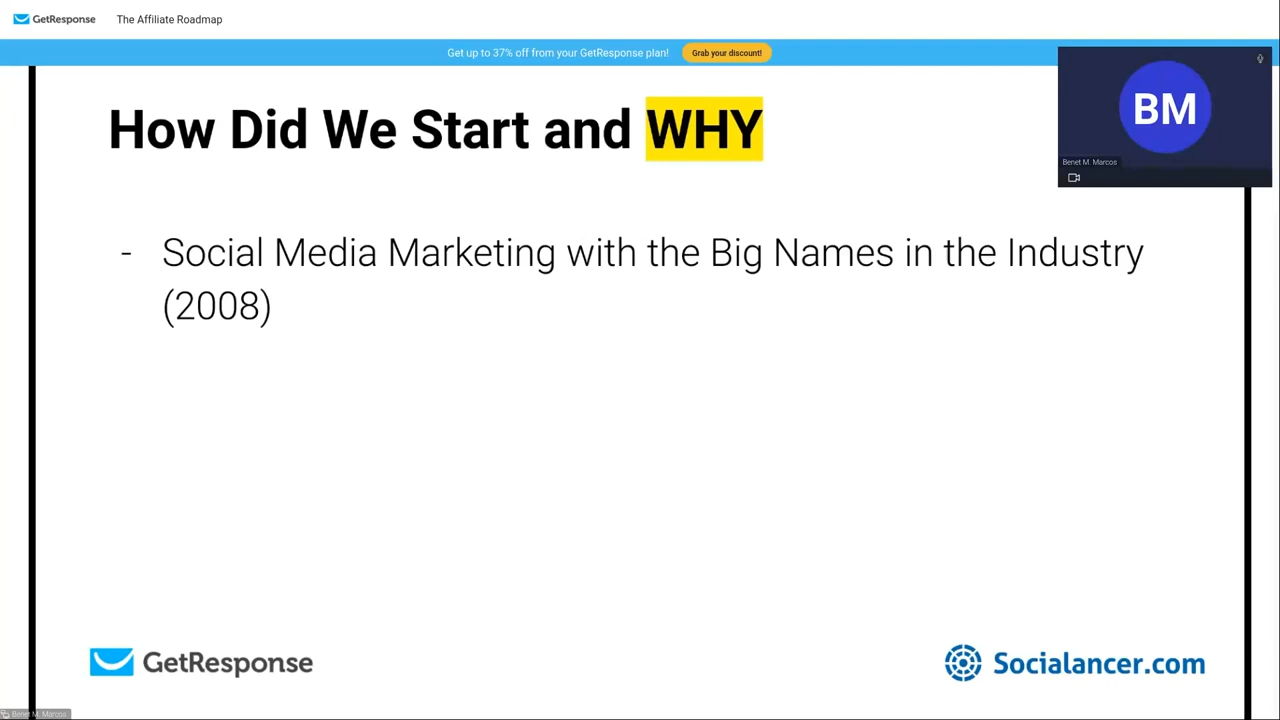 GetResponse The Affiliate Roadmap
Get up to 37% off from your GetResponse plan! Grab your discount!
BM
Benet M. Marcos
How Did We Start and WHY
- Social Media Marketing with the Big Names in the Industry
(2008)
GetResponse Socialancer.com
Benet M. Marcos